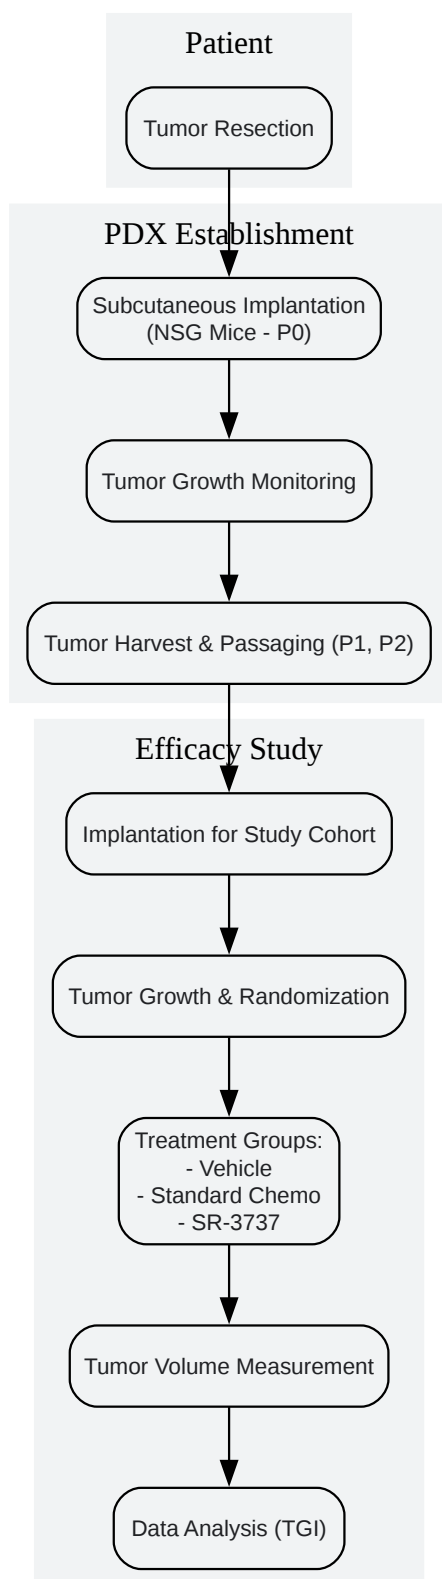 Patient
Tumor Resection
PDX Establishment
Subcutaneous Implantation
(NSG Mice - P0)
Tumor Growth Monitoring
Tumor Harvest & Passaging (P1, P2)
Efficacy Study
Implantation for Study Cohort
Tumor Growth & Randomization
Treatment Groups:
- Vehicle
- Standard Chemo
- SR-3737
Tumor Volume Measurement
Data Analysis (TGI)